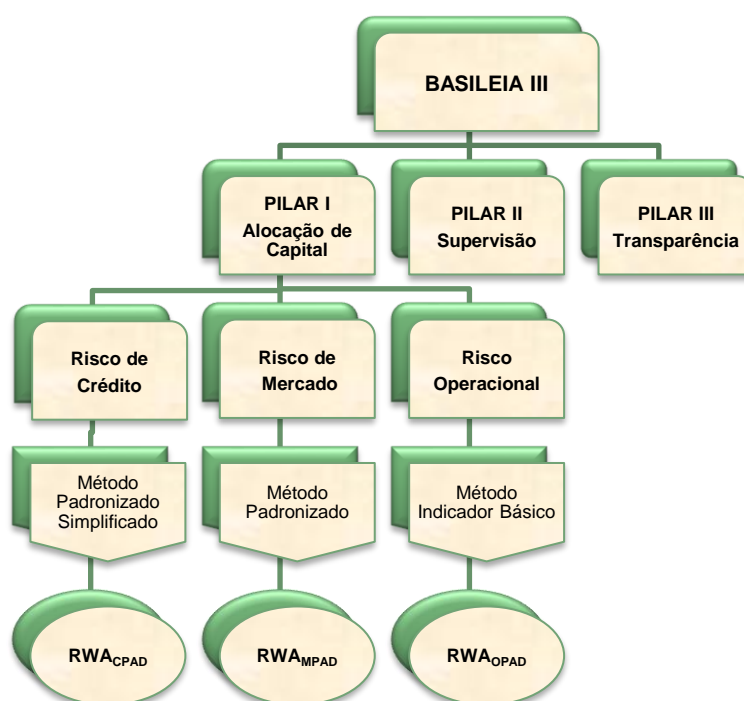 BASILEIA III
PILAR I
Alocação de
Capital
PILAR II
Supervisão
PILAR III
Transparência
Risco de
Crédito
Risco de
Mercado
Risco
Operacional
Método
Padronizado
Simplificado
Método
Padronizado
Método
Indicador Básico
RWACPAD
RWAMPAD
RWAOPAD